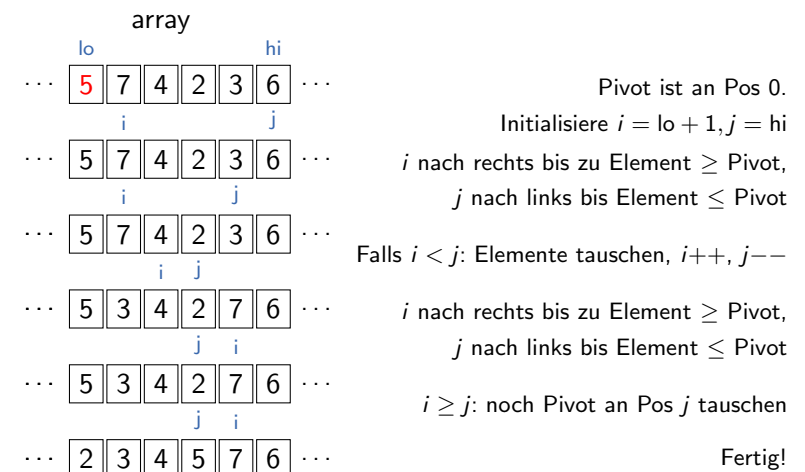 array
lo hi
··· 5 7 4 2 3 6 ··· Pivot ist an Pos 0.
i j Initialisiere i = lo + 1, j = hi
··· 5 7 4 2 3 6 ··· i nach rechts bis zu Element ≥ Pivot,
i j j nach links bis Element ≤ Pivot
··· 5 7 4 2 3 6 ··· Falls i < j: Elemente tauschen, i++, j−−
i j
··· 5 3 4 2 7 6 ··· i nach rechts bis zu Element ≥ Pivot,
j i j nach links bis Element ≤ Pivot
··· 5 3 4 2 7 6 ··· i ≥ j: noch Pivot an Pos j tauschen
j i
··· 2 3 4 5 7 6 ··· Fertig!